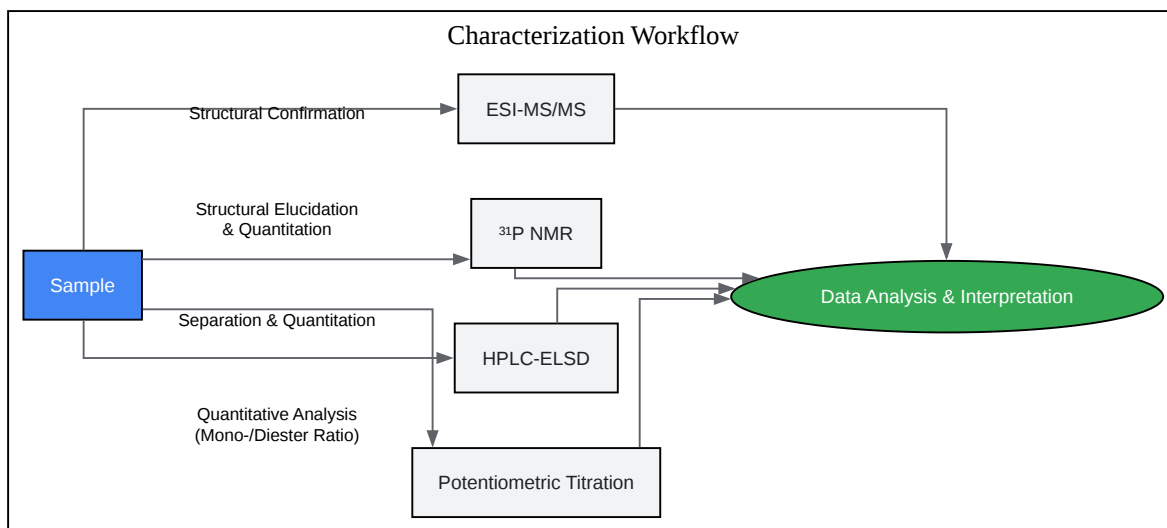 Characterization Workflow
Structural Confirmation
ESI-MS/MS
Structural Elucidation
& Quantitation
³¹P NMR
Sample
Data Analysis & Interpretation
Separation & Quantitation
HPLC-ELSD
Quantitative Analysis
(Mono-/Diester Ratio)
Potentiometric Titration